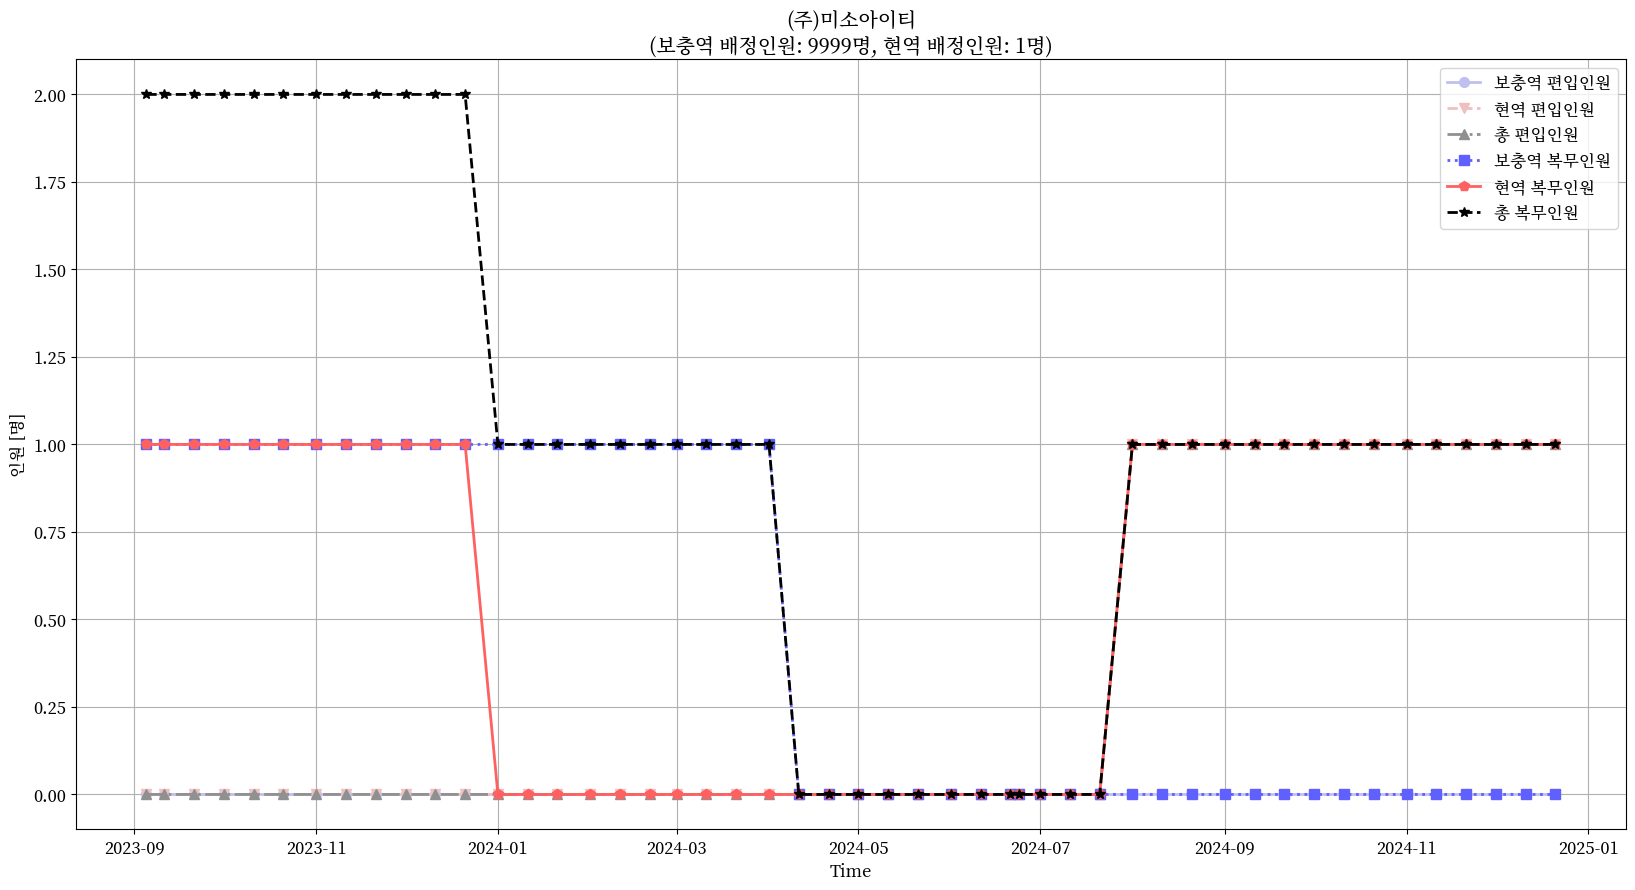 (주)미소아이티
(보충역 배정인원: 9999명, 현역 배정인원: 1명)
보충역 편입인원
현역 편입인원
총 편입인원
보충역 복무인원
현역 복무인원
총 복무인원
인원 [명]
2.00
1.75
1.50
1.25
1.00
0.75
0.50
0.25
0.00
2023-09 2023-11 2024-01 2024-03 2024-05 2024-07 2024-09 2024-11 2025-01
Time